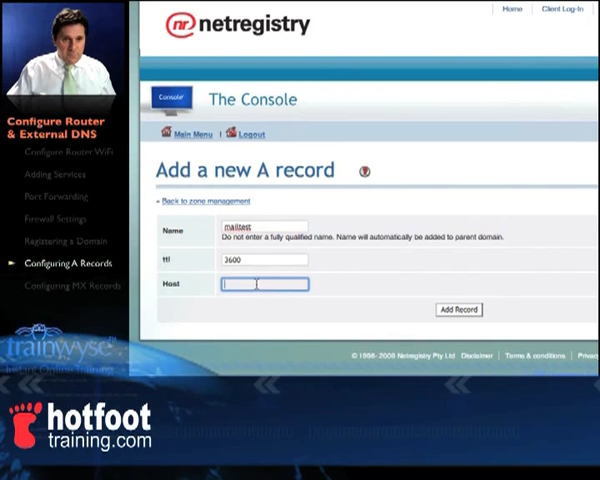 nr netregistry
Home Client Log-In
Console
The Console
Main Menu | Logout
Configure Router
& External DNS
Configure Router WiFi
Adding Services
Port Forwarding
Firewall Settings
Registering a Domain
Configuring A Records
Configuring MX Records
Add a new A record
« Back to zone management
Name mailtest
Do not enter a fully qualified name. Name will automatically be added to parent domain.
ttl 3600
Host
Add Record
© 1998-2009 Netregistry Pty Ltd Disclaimer | Terms & conditions | Privac
trainwyse™
Instant Online Training
hotfoot
training.com